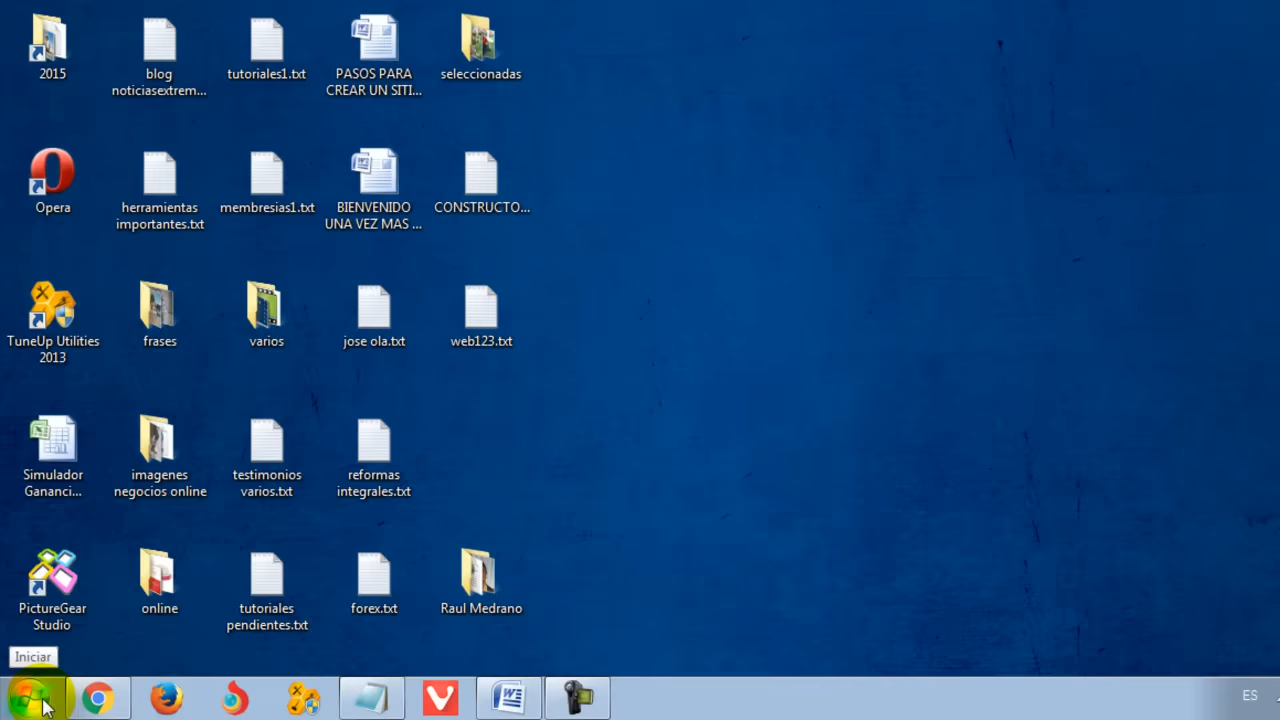 2015
blog
noticiasextrem...
tutoriales1.txt
PASOS PARA
CREAR UN SITI...
seleccionadas
Opera
herramientas
importantes.txt
membresias1.txt
BIENVENIDO
UNA VEZ MAS ...
CONSTRUCTO...
TuneUp Utilities
2013
frases
varios
jose ola.txt
web123.txt
Simulador
Gananci...
imagenes
negocios online
testimonios
varios.txt
reformas
integrales.txt
PictureGear
Studio
online
tutoriales
pendientes.txt
forex.txt
Raul Medrano
Iniciar
ES